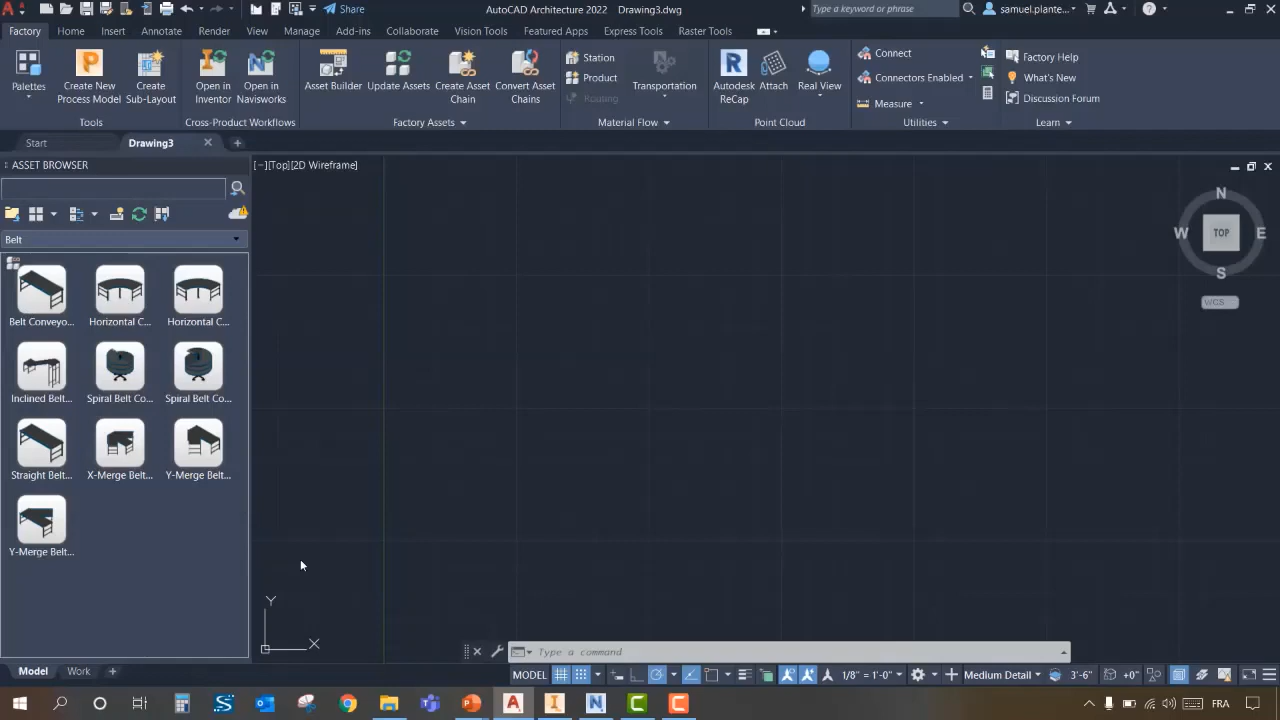 Share
AutoCAD Architecture 2022 Drawing3.dwg
Type a keyword or phrase
samuel.plante...
Factory Home Insert Annotate Render View Manage Add-ins Collaborate Vision Tools Featured Apps Express Tools Raster Tools
Palettes
Create New
Process Model
Create
Sub-Layout
Tools
Open in
Inventor
Open in
Navisworks
Cross-Product Workflows
Asset Builder
Update Assets
Create Asset
Chain
Convert Asset
Chains
Factory Assets
Station
Product
Routing
Transportation
Material Flow
Autodesk
ReCap
Attach
Real View
Point Cloud
Connect
Connectors Enabled
Measure
Utilities
Factory Help
What's New
Discussion Forum
Learn
Start
Drawing3
ASSET BROWSER
[−][Top][2D Wireframe]
Belt
Belt Conveyo...
Horizontal C...
Horizontal C...
Inclined Belt...
Spiral Belt Co...
Spiral Belt Co...
Straight Belt...
X-Merge Belt...
Y-Merge Belt...
Y-Merge Belt...
N
W
TOP
E
S
WCS
Y
X
Type a command
Model
Work
MODEL
1/8" = 1'-0"
Medium Detail
3'-6"
+0"
FRA